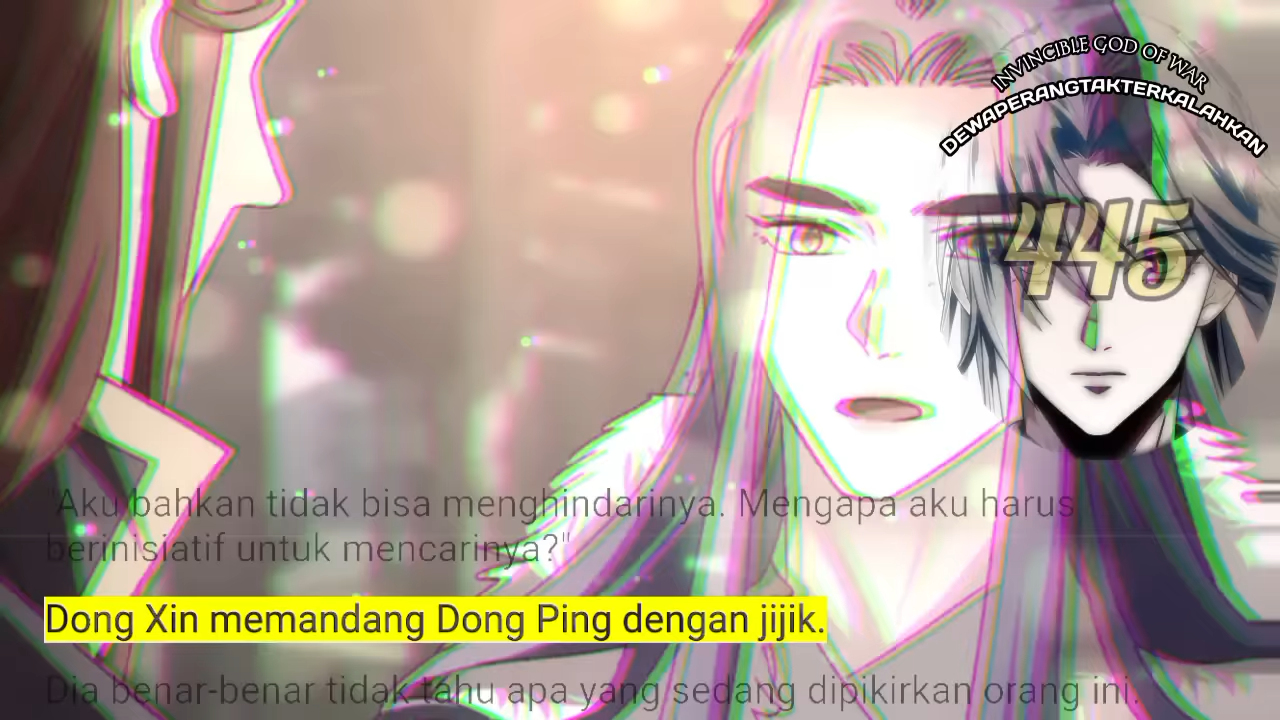 INVINCIBLE GOD OF WAR
DEWAPERANGTAKTERKALAHKAN
445
"Aku bahkan tidak bisa menghindarinya. Mengapa aku harus
berinisiatif untuk mencarinya?"
Dong Xin memandang Dong Ping dengan jijik.
Dia benar-benar tidak tahu apa yang sedang dipikirkan orang ini.